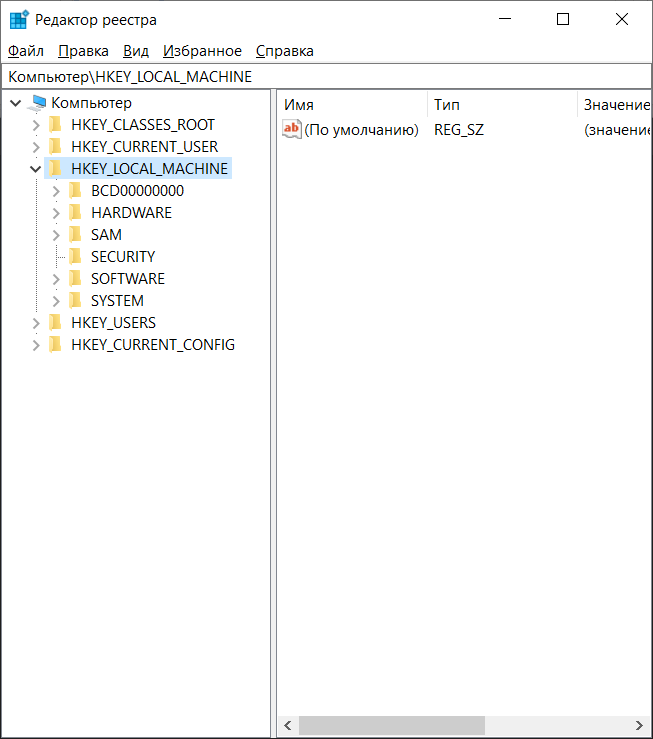 Редактор реестра
Файл Правка Вид Избранное Справка
Компьютер\HKEY_LOCAL_MACHINE
Компьютер
HKEY_CLASSES_ROOT
HKEY_CURRENT_USER
HKEY_LOCAL_MACHINE
BCD00000000
HARDWARE
SAM
SECURITY
SOFTWARE
SYSTEM
HKEY_USERS
HKEY_CURRENT_CONFIG
Имя Тип Значение
ab (По умолчанию) REG_SZ (значение